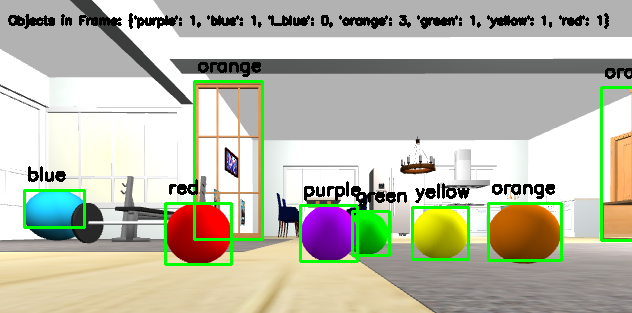 Objects in Frame: {'purple': 1, 'blue': 1, 'l_blue': 0, 'orange': 3, 'green': 1, 'yellow': 1, 'red': 1}
orange
blue
red
purple
green
yellow
orange